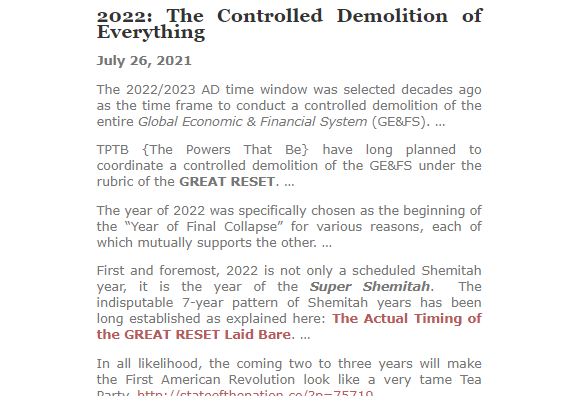 2022: The Controlled Demolition of
Everything
July 26, 2021
The 2022/2023 AD time window was selected decades ago
as the time frame to conduct a controlled demolition of the
entire Global Economic & Financial System (GE&FS). ...
TPTB {The Powers That Be} have long planned to
coordinate a controlled demolition of the GE&FS under the
rubric of the GREAT RESET. ...
The year of 2022 was specifically chosen as the beginning of
the “Year of Final Collapse” for various reasons, each of
which mutually supports the other. ...
First and foremost, 2022 is not only a scheduled Shemitah
year, it is the year of the Super Shemitah. The
indisputable 7-year pattern of Shemitah years has been
long established as explained here: The Actual Timing of
the GREAT RESET Laid Bare. ...
In all likelihood, the coming two to three years will make
the First American Revolution look like a very tame Tea
Party. http://stateofthenation.co/?p=75719